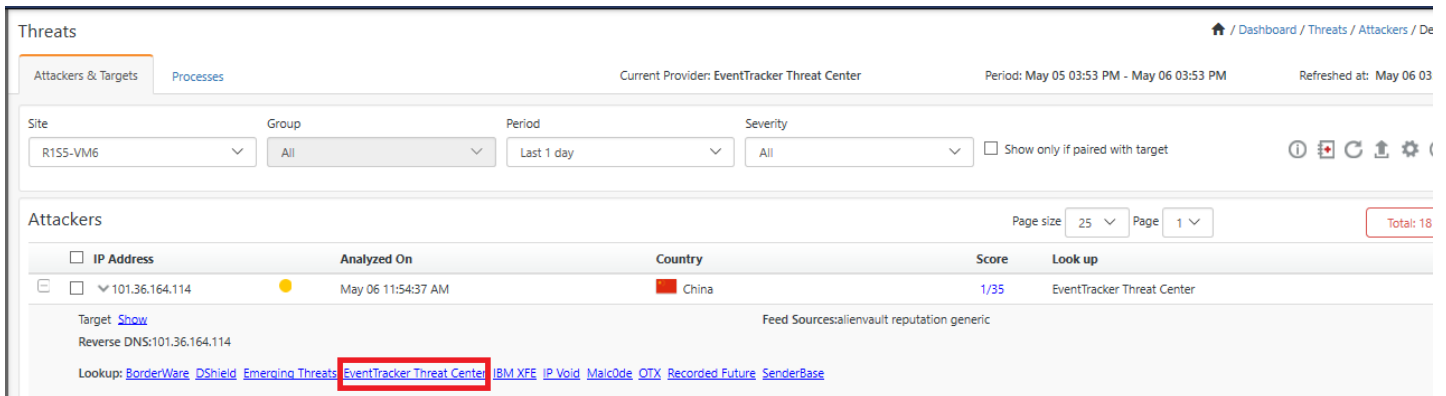 Threats
/ Dashboard / Threats / Attackers / De
Attackers & Targets Processes Current Provider: EventTracker Threat Center Period: May 05 03:53 PM - May 06 03:53 PM Refreshed at: May 06 03
Site Group Period Severity
R1S5-VM6 All Last 1 day All Show only if paired with target
Attackers Page size 25 Page 1 Total: 18
IP Address Analyzed On Country Score Look up
101.36.164.114 May 06 11:54:37 AM China 1/35 EventTracker Threat Center
Target Show Feed Sources:alienvault reputation generic
Reverse DNS:101.36.164.114
Lookup: BorderWare DShield Emerging Threats EventTracker Threat Center IBM XFE IP Void Malc0de OTX Recorded Future SenderBase